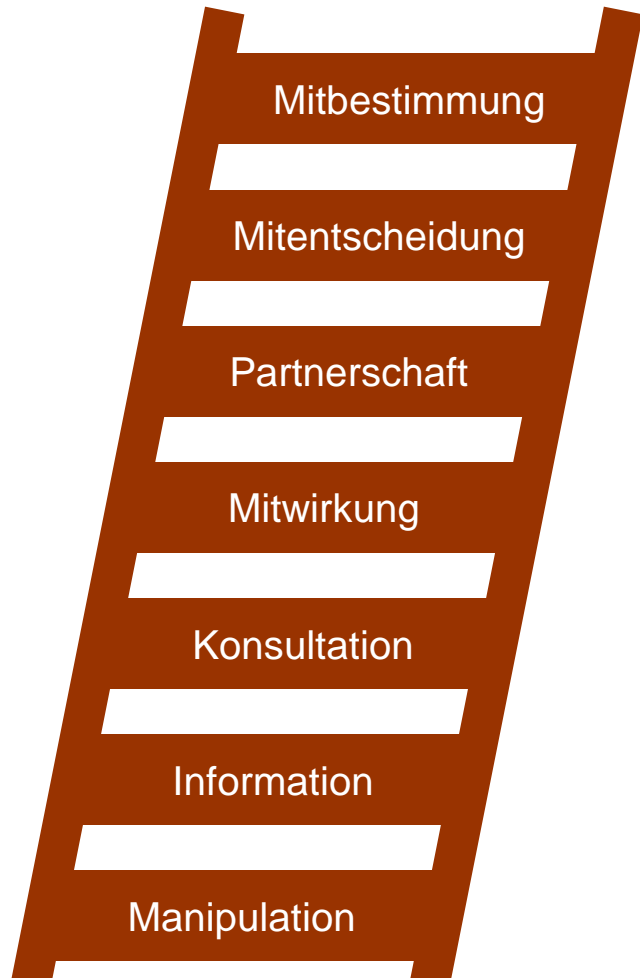 Mitbestimmung
Mitentscheidung
Partnerschaft
Mitwirkung
Konsultation
Information
Manipulation